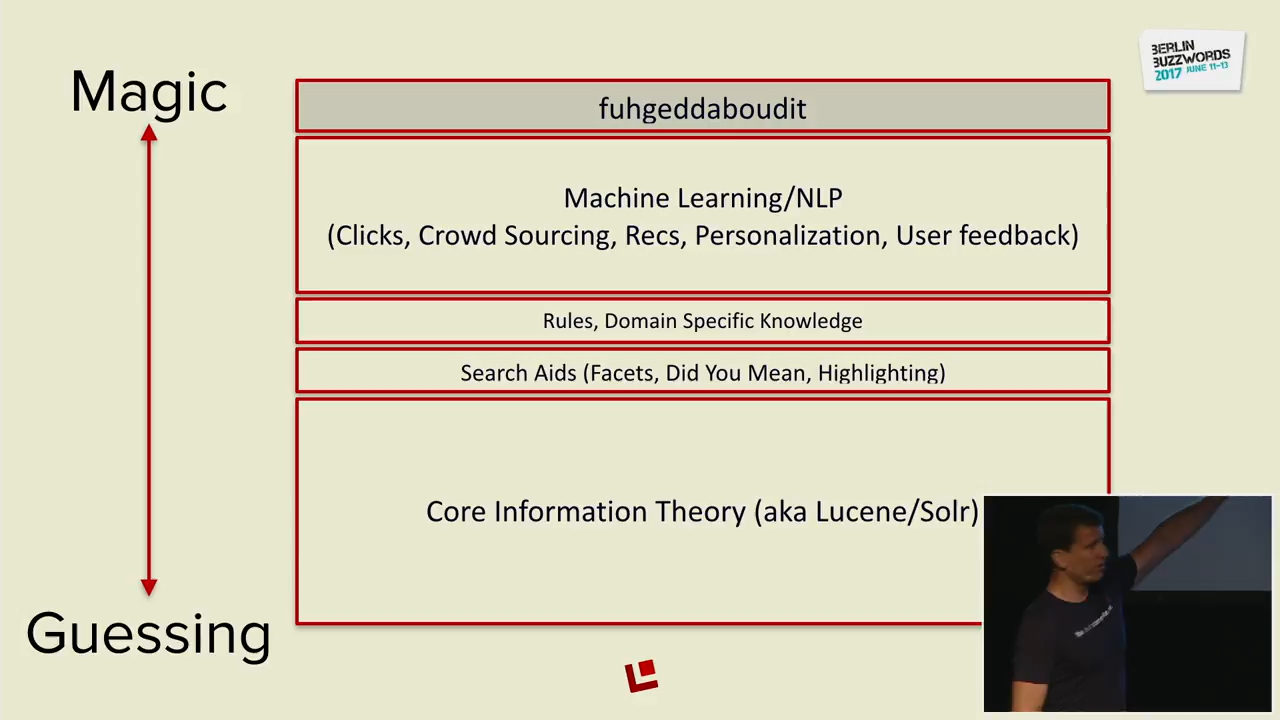 Magic
BERLIN
BUZZWORDS
2017 JUNE 11-13
fuhgeddaboudit
Machine Learning/NLP
(Clicks, Crowd Sourcing, Recs, Personalization, User feedback)
Rules, Domain Specific Knowledge
Search Aids (Facets, Did You Mean, Highlighting)
Core Information Theory (aka Lucene/Solr)
Guessing